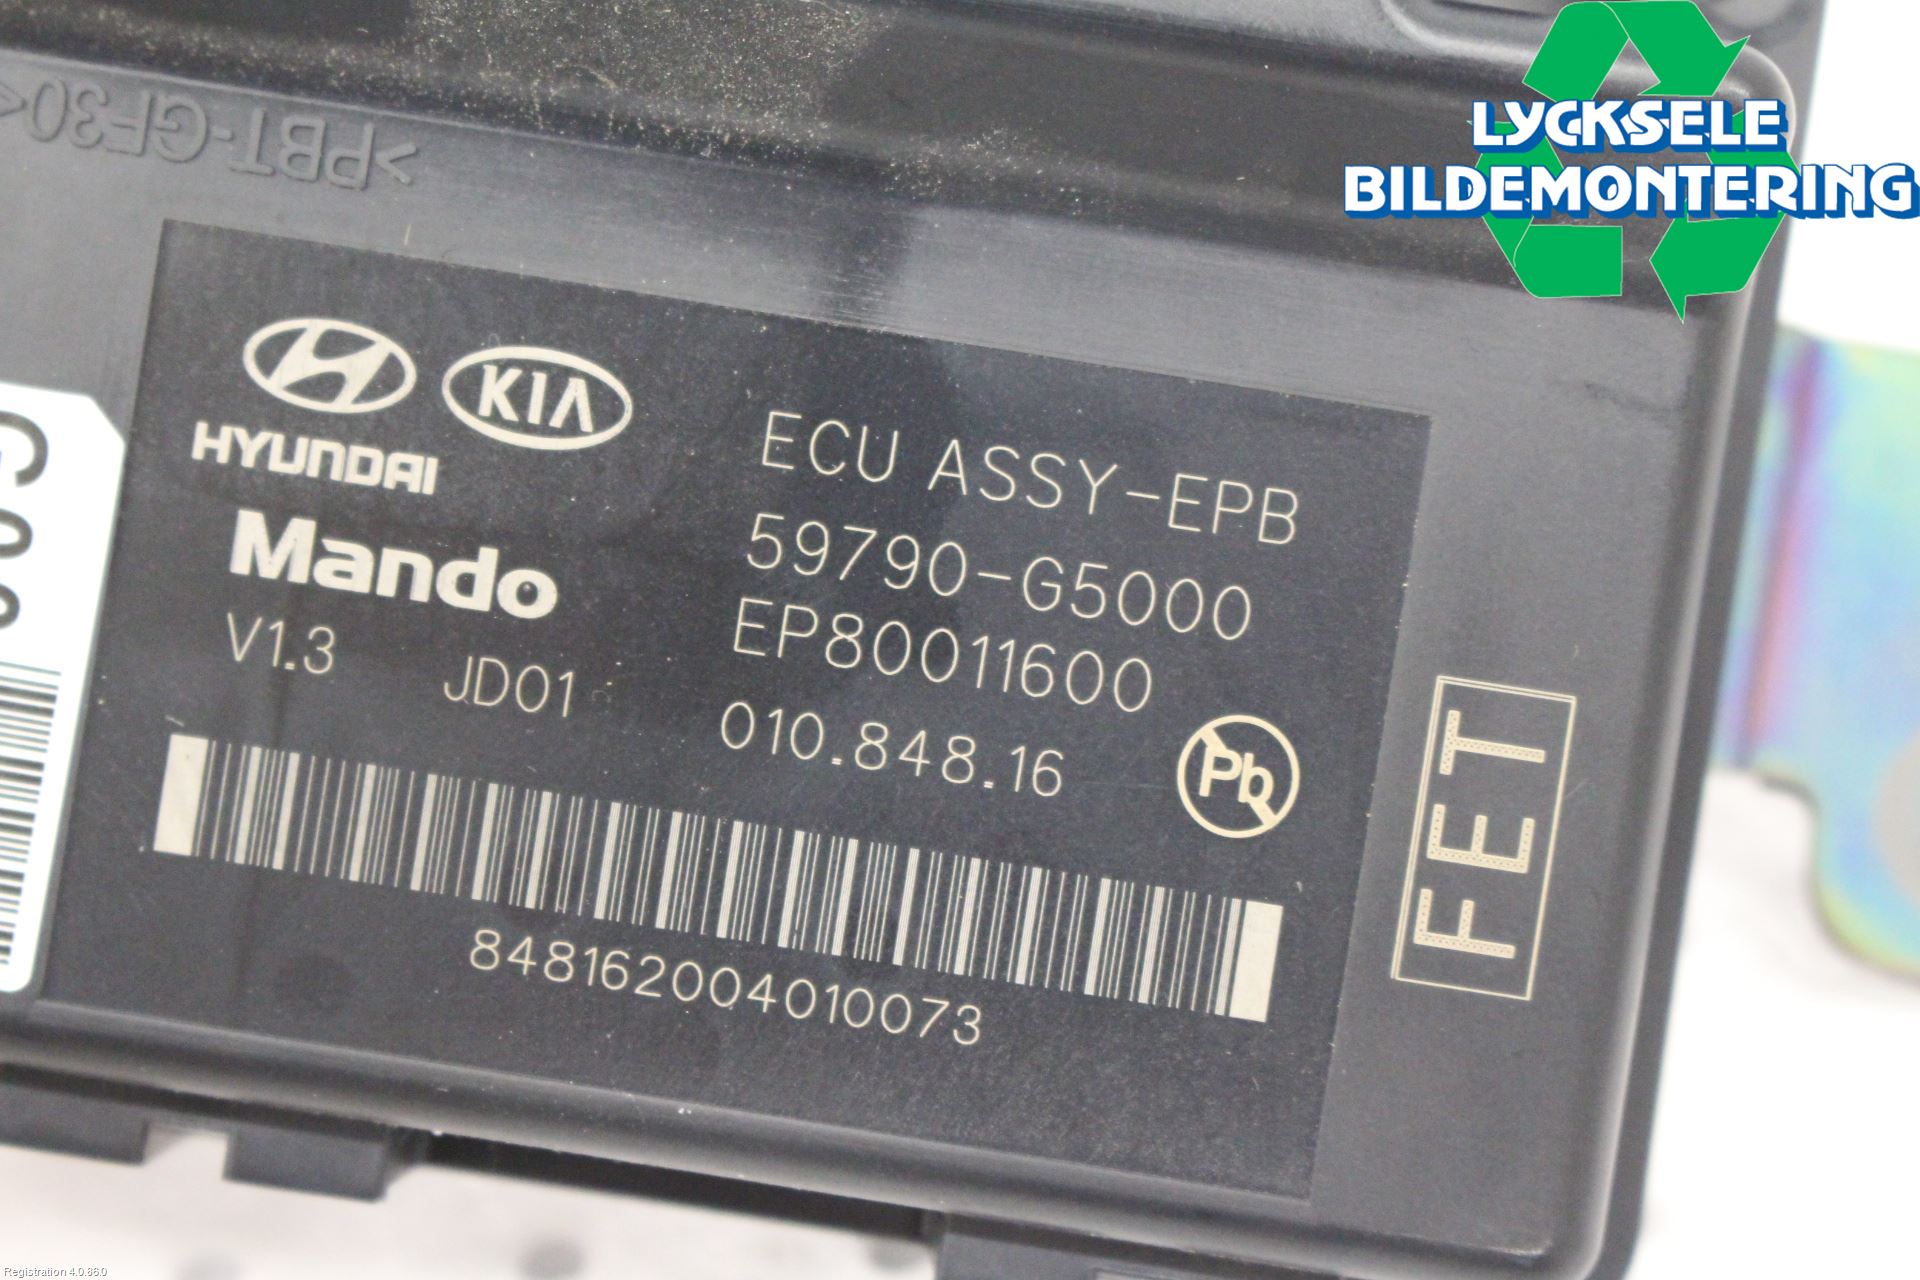 LYCKSELE
BILDEMONTERING
>PBT-GF30<
HYUNDAI
KIA
Mando
V1.3 JD01
ECU ASSY-EPB
59790-G5000
EP80011600
010.848.16
Pb
FET
848162004010073
Registration 4.0.86.0